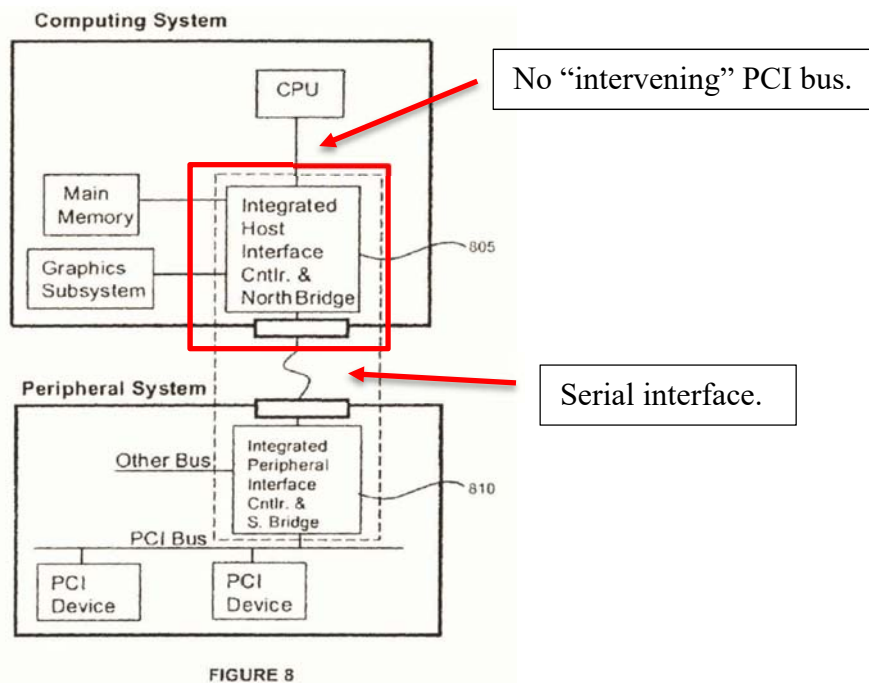 Computing System
No “intervening” PCI bus.
CPU
Main
Memory
Integrated
Host
Interface
Cntlr. &
North Bridge
805
Graphics
Subsystem
Peripheral System
Serial interface.
Other Bus
Integrated
Peripheral
Interface
Cntlr. &
S. Bridge
810
PCI Bus
PCI
Device
PCI
Device
FIGURE 8